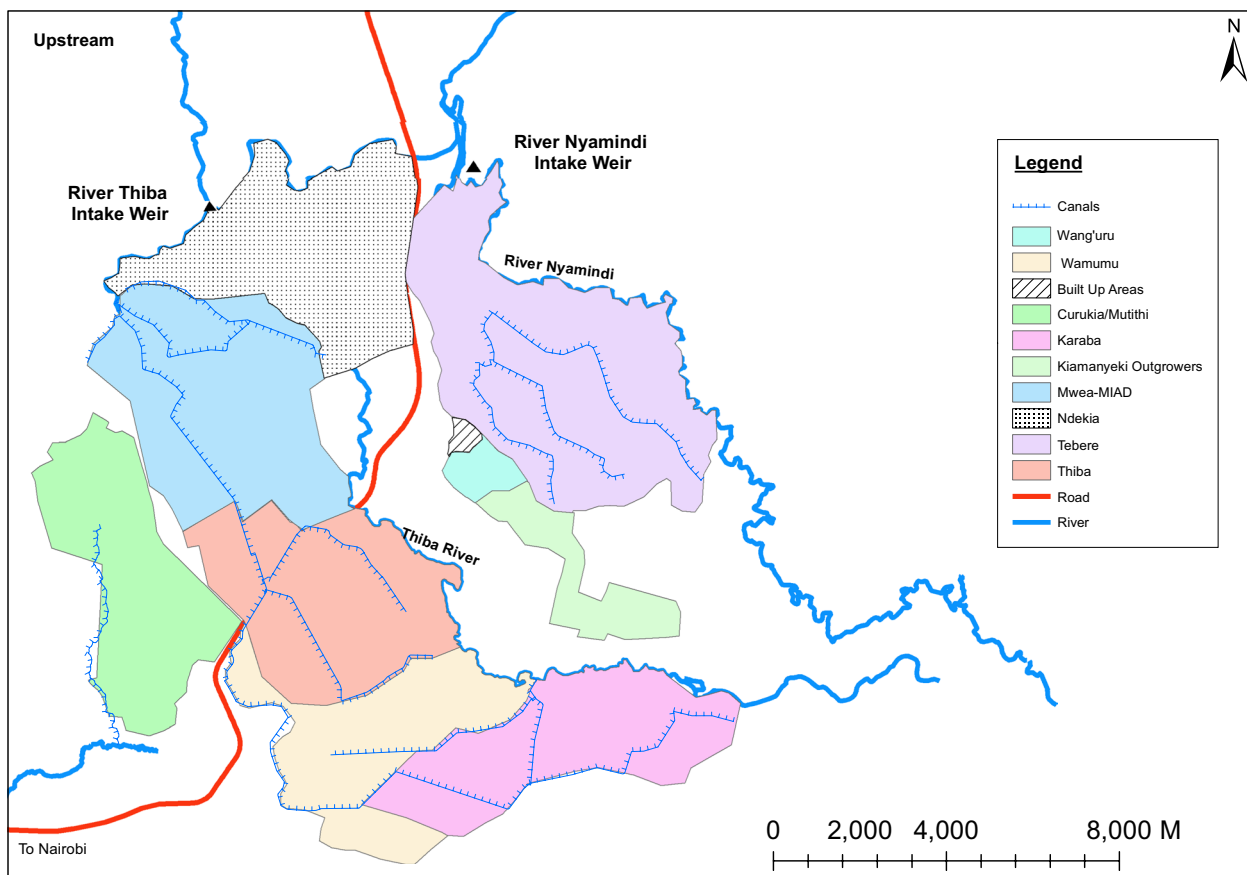 Upstream
N
River Nyamindi
Intake Weir
River Thiba
Intake Weir
River Nyamindi
Thiba River
Legend
Canals
Wang'uru
Wamumu
Built Up Areas
Curukia/Mutithi
Karaba
Kiamanyeki Outgrowers
Mwea-MIAD
Ndekia
Tebere
Thiba
Road
River
To Nairobi
0 2,000 4,000 8,000 M